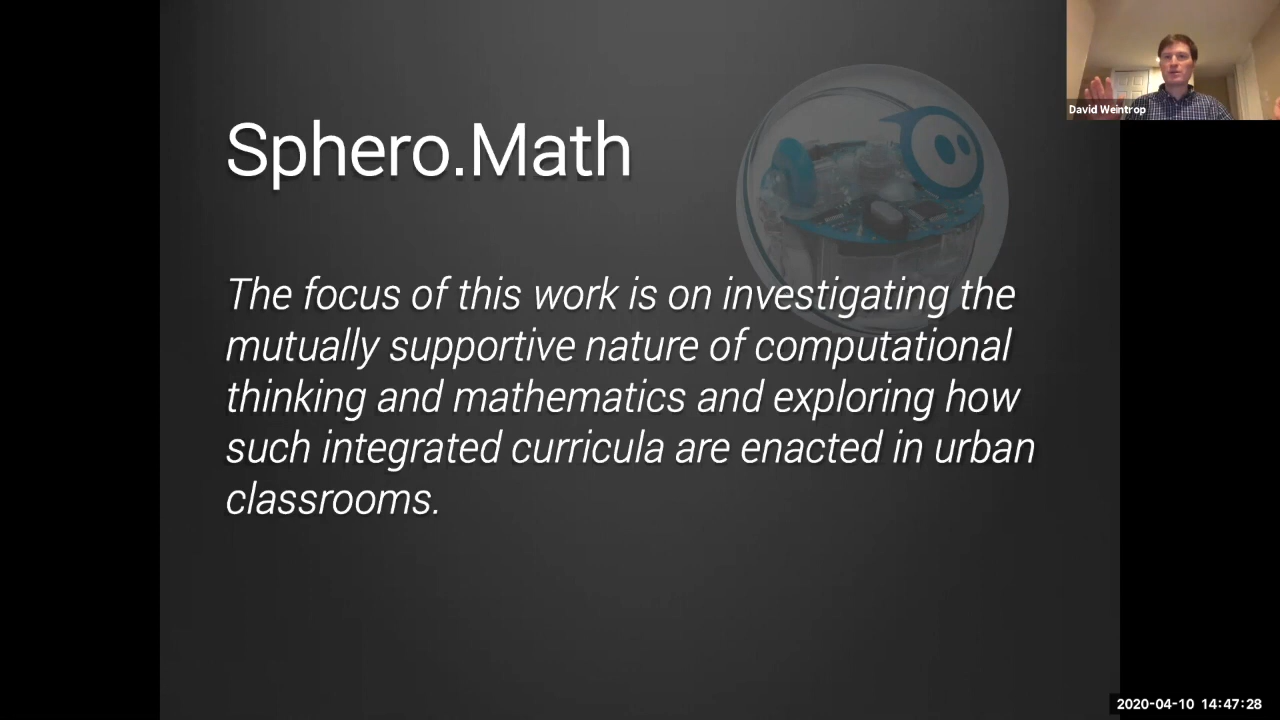 Sphero.Math
The focus of this work is on investigating the
mutually supportive nature of computational
thinking and mathematics and exploring how
such integrated curricula are enacted in urban
classrooms.
David Weintrop
2020-04-10 14:47:28